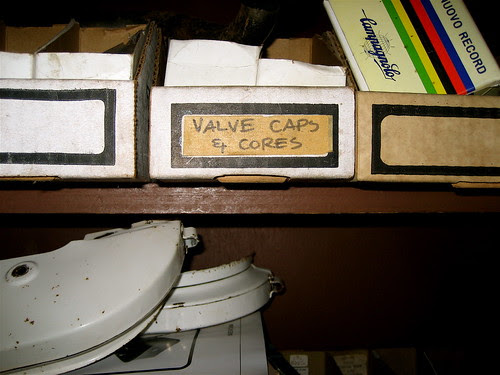 Campagnolo
NUOVO RECORD
VALVE CAPS
& CORES